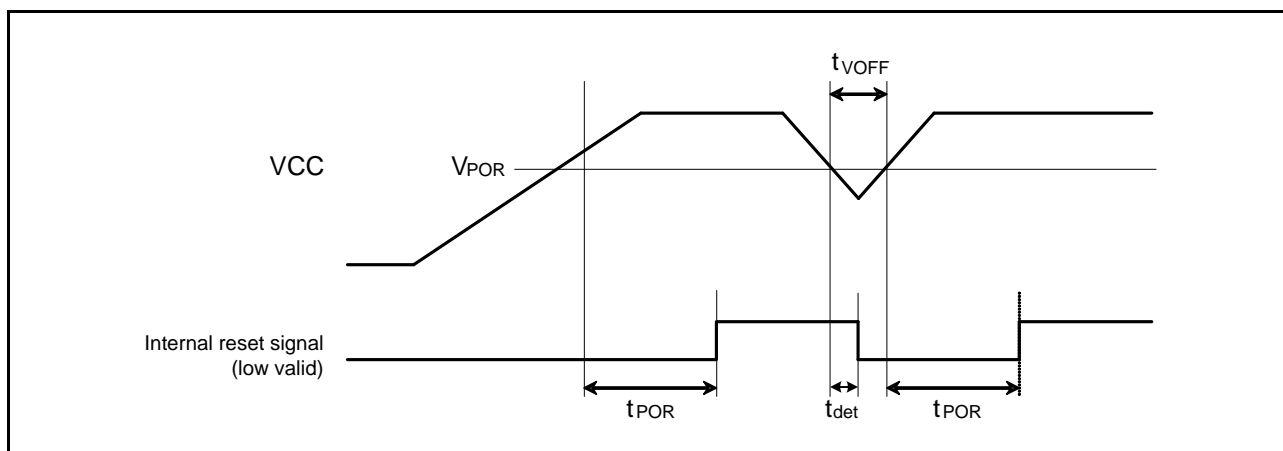 tVOFF
VCC
VPOR
Internal reset signal
(low valid)
tPOR
tdet
tPOR